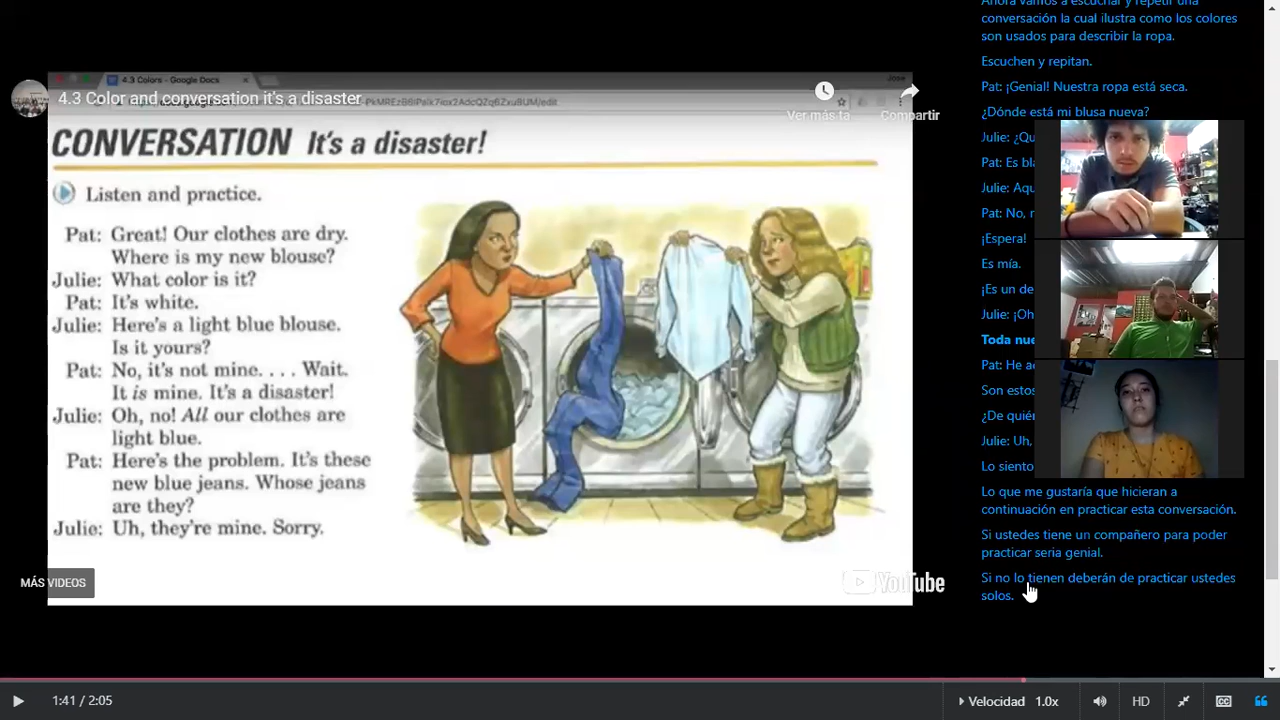 4.3 Colors - Google Docs
Jose
4.3 Color and conversation it's a disaster
Ver más ta
Compartir
CONVERSATION It's a disaster!
Listen and practice.
Pat: Great! Our clothes are dry.
Where is my new blouse?
Julie: What color is it?
Pat: It's white.
Julie: Here's a light blue blouse.
Is it yours?
Pat: No, it's not mine. . . . Wait.
It is mine. It's a disaster!
Julie: Oh, no! All our clothes are
light blue.
Pat: Here's the problem. It's these
new blue jeans. Whose jeans
are they?
Julie: Uh, they're mine. Sorry.
MÁS VIDEOS
YouTube
Ahora vamos a escuchar y repetir una
conversación la cual ilustra como los colores
son usados para describir la ropa.
Escuchen y repitan.
Pat: ¡Genial! Nuestra ropa está seca.
¿Dónde está mi blusa nueva?
Julie: ¿Qu
Pat: Es bla
Julie: Aqu
Pat: No, n
¡Espera!
Es mía.
¡Es un de
Julie: ¡Oh
Toda nue
Pat: He a
Son estos
¿De quién
Julie: Uh,
Lo siento
Lo que me gustaría que hicieran a
continuación en practicar esta conversación.
Si ustedes tiene un compañero para poder
practicar seria genial.
Si no lo tienen deberán de practicar ustedes
solos.
1:41 / 2:05
Velocidad 1.0x
HD
CC